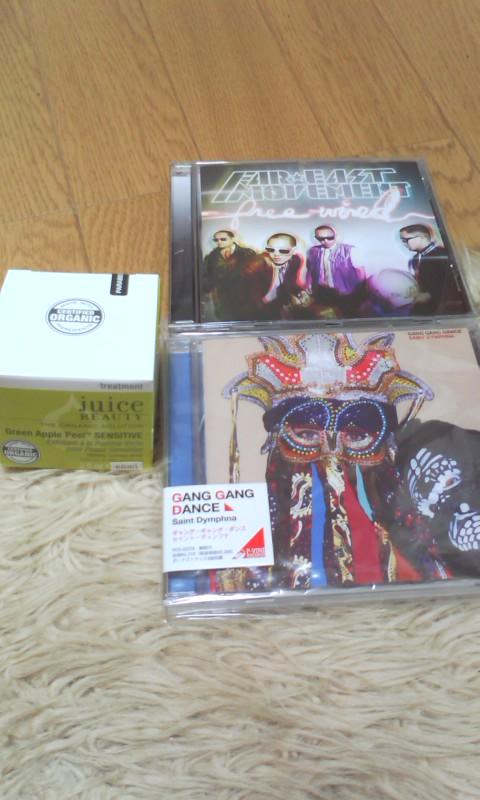 FAR EAST
MOVEMENT
free wired
GANG GANG DANCE
SAINT DYMPHNA
CERTIFIED
ORGANIC
treatment
juice
BEAUTY
THE ORGANIC SOLUTION
Green Apple Peel SENSITIVE
GANG GANG
DANCE
Saint Dymphna
ギャング・ギャング・ダンス
セイント・ディンフナ
P-VINE